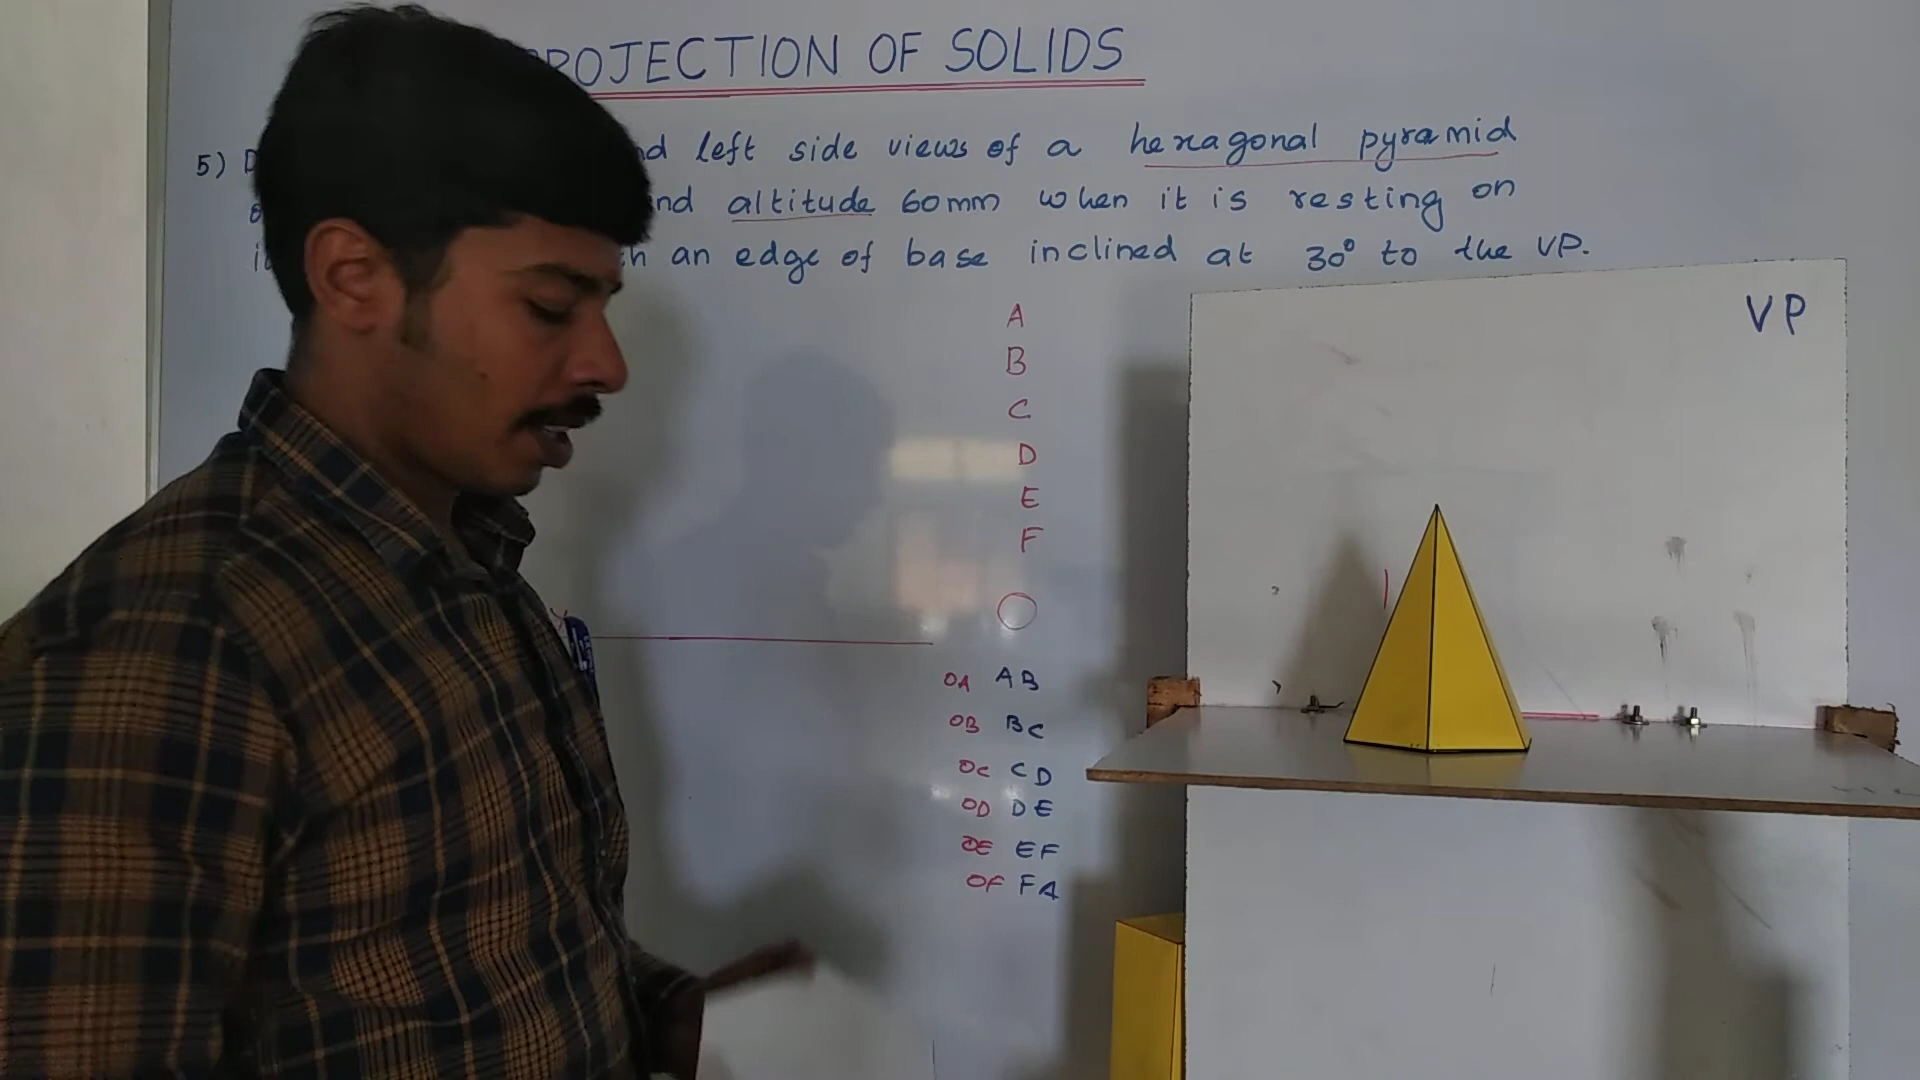 PROJECTION OF SOLIDS
5) left side views of a hexagonal pyramid
altitude 60mm when it is resting on
an edge of base inclined at 30° to the VP.
VP
A
B
C
D
E
F
O
OA AB
OB BC
OC CD
OD DE
OE EF
OF FA